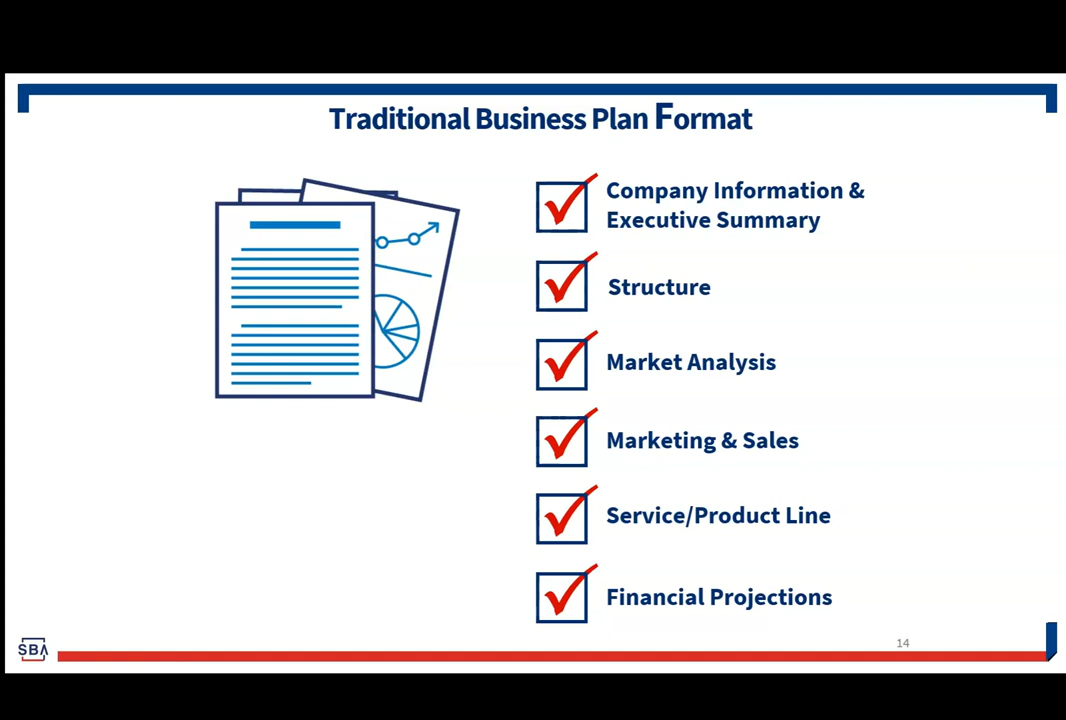 Traditional Business Plan Format
Company Information &
Executive Summary
Structure
Market Analysis
Marketing & Sales
Service/Product Line
Financial Projections
14
SBA